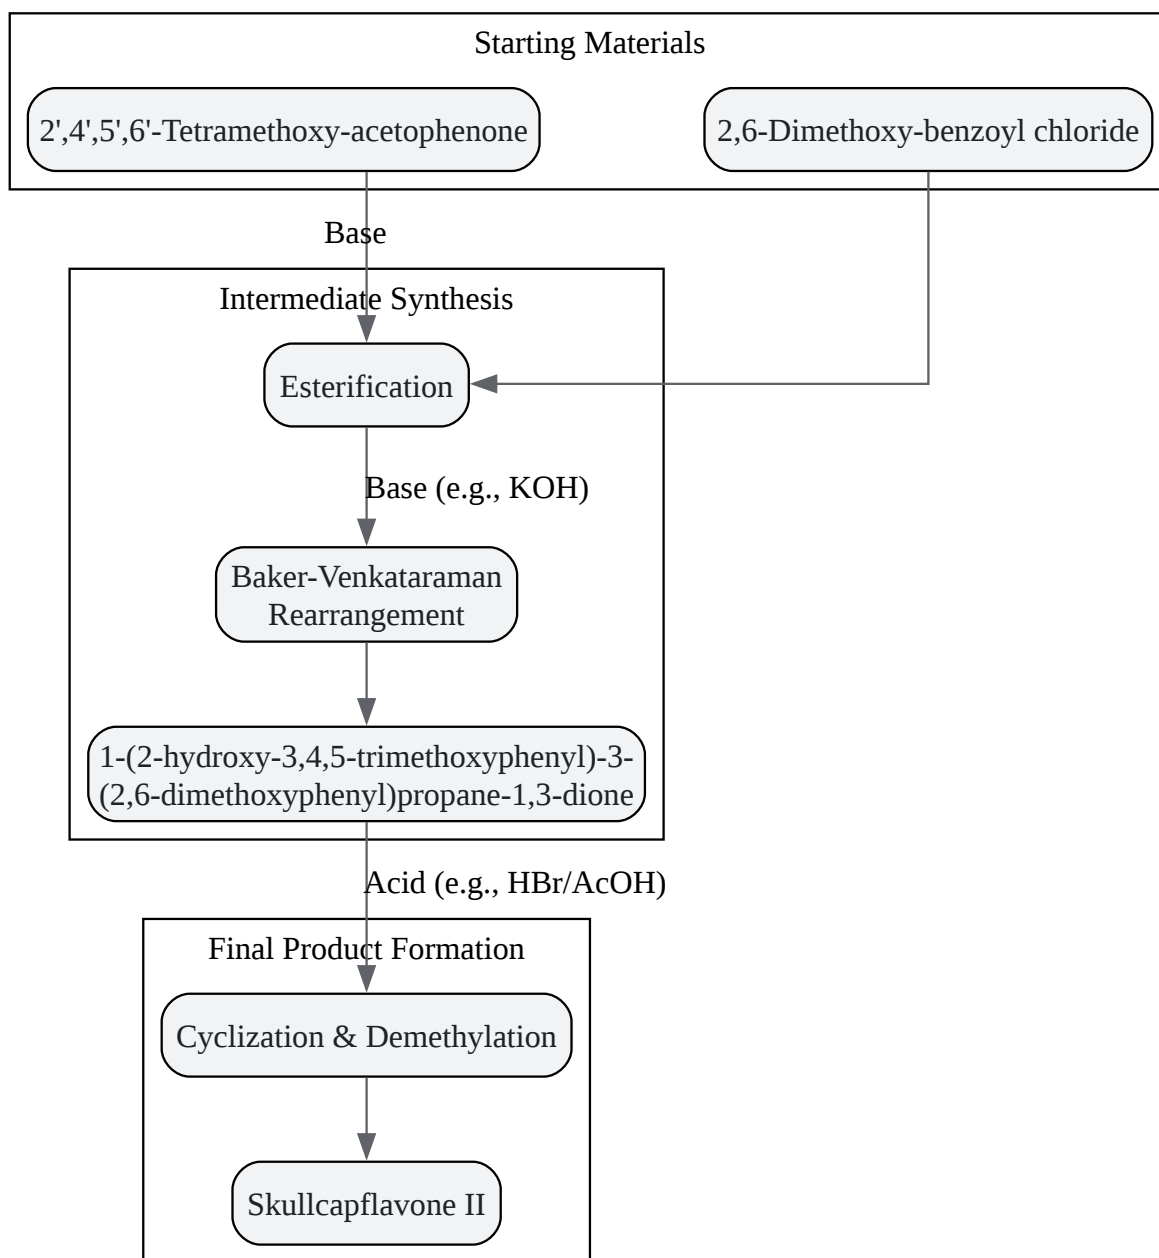 Starting Materials
2',4',5',6'-Tetramethoxy-acetophenone
2,6-Dimethoxy-benzoyl chloride
Base
Intermediate Synthesis
Esterification
Base (e.g., KOH)
Baker-Venkataraman
Rearrangement
1-(2-hydroxy-3,4,5-trimethoxyphenyl)-3-
(2,6-dimethoxyphenyl)propane-1,3-dione
Acid (e.g., HBr/AcOH)
Final Product Formation
Cyclization & Demethylation
Skullcapflavone II